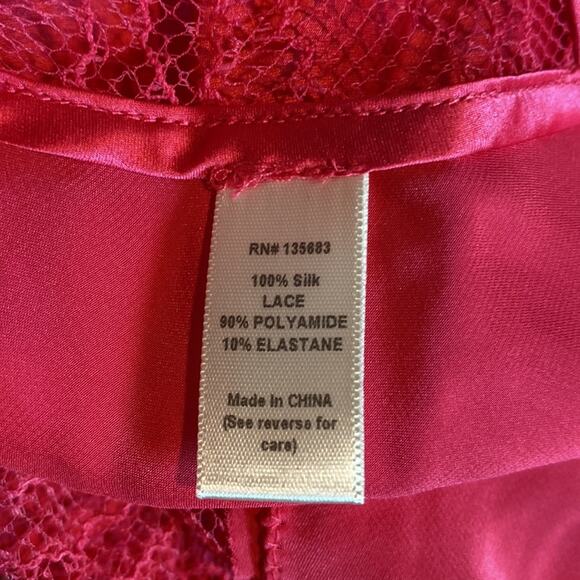 RN# 135683
100% Silk
LACE
90% POLYAMIDE
10% ELASTANE
Made in CHINA
(See reverse for
care)